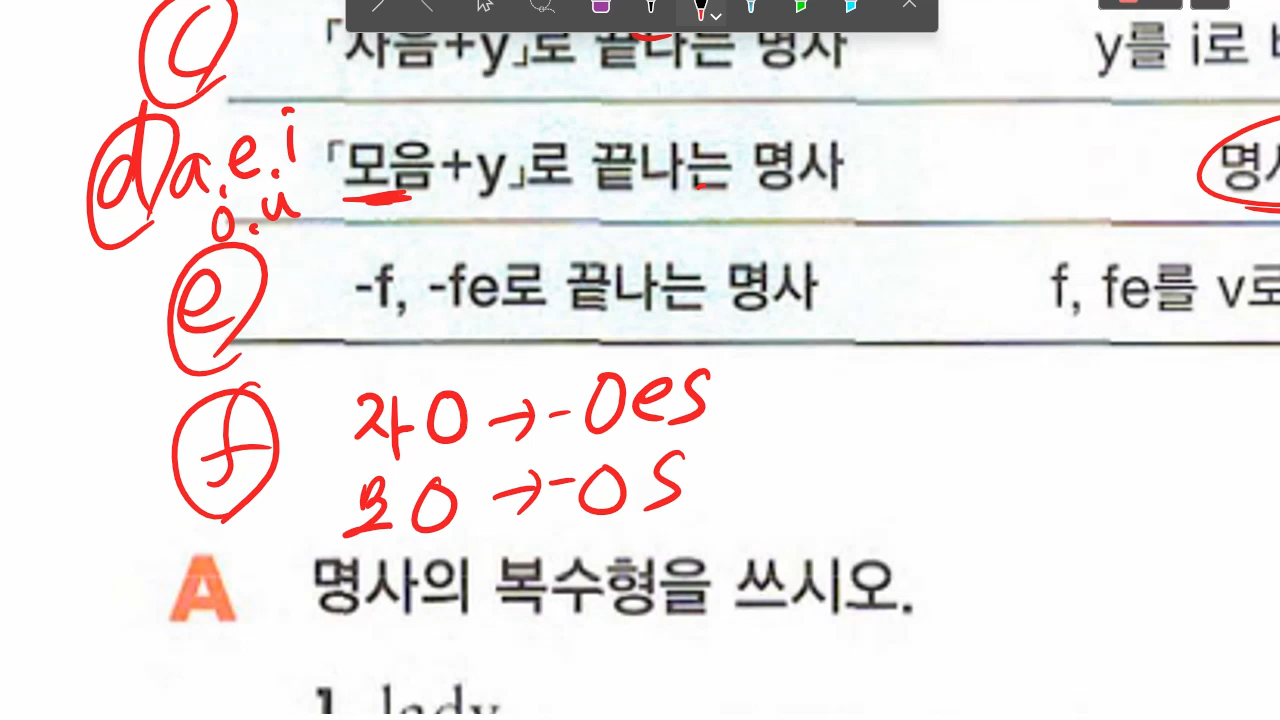 c 「자음+y」로 끝나는 명사 y를 i로
d a, e, i 「모음+y」로 끝나는 명사 명사
o, u
e -f, -fe로 끝나는 명사 f, fe를 v로
f 자o → -oes
모o → -os
A 명사의 복수형을 쓰시오.
1 lady